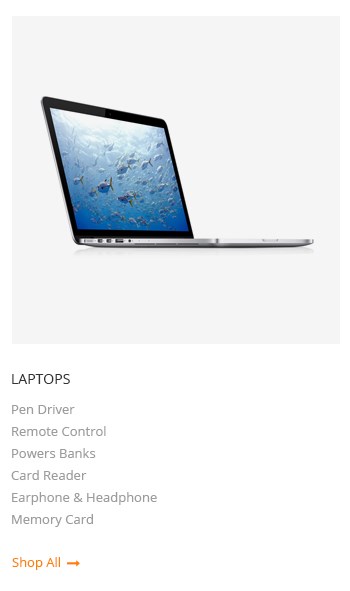 LAPTOPS
Pen Driver
Remote Control
Powers Banks
Card Reader
Earphone & Headphone
Memory Card
Shop All